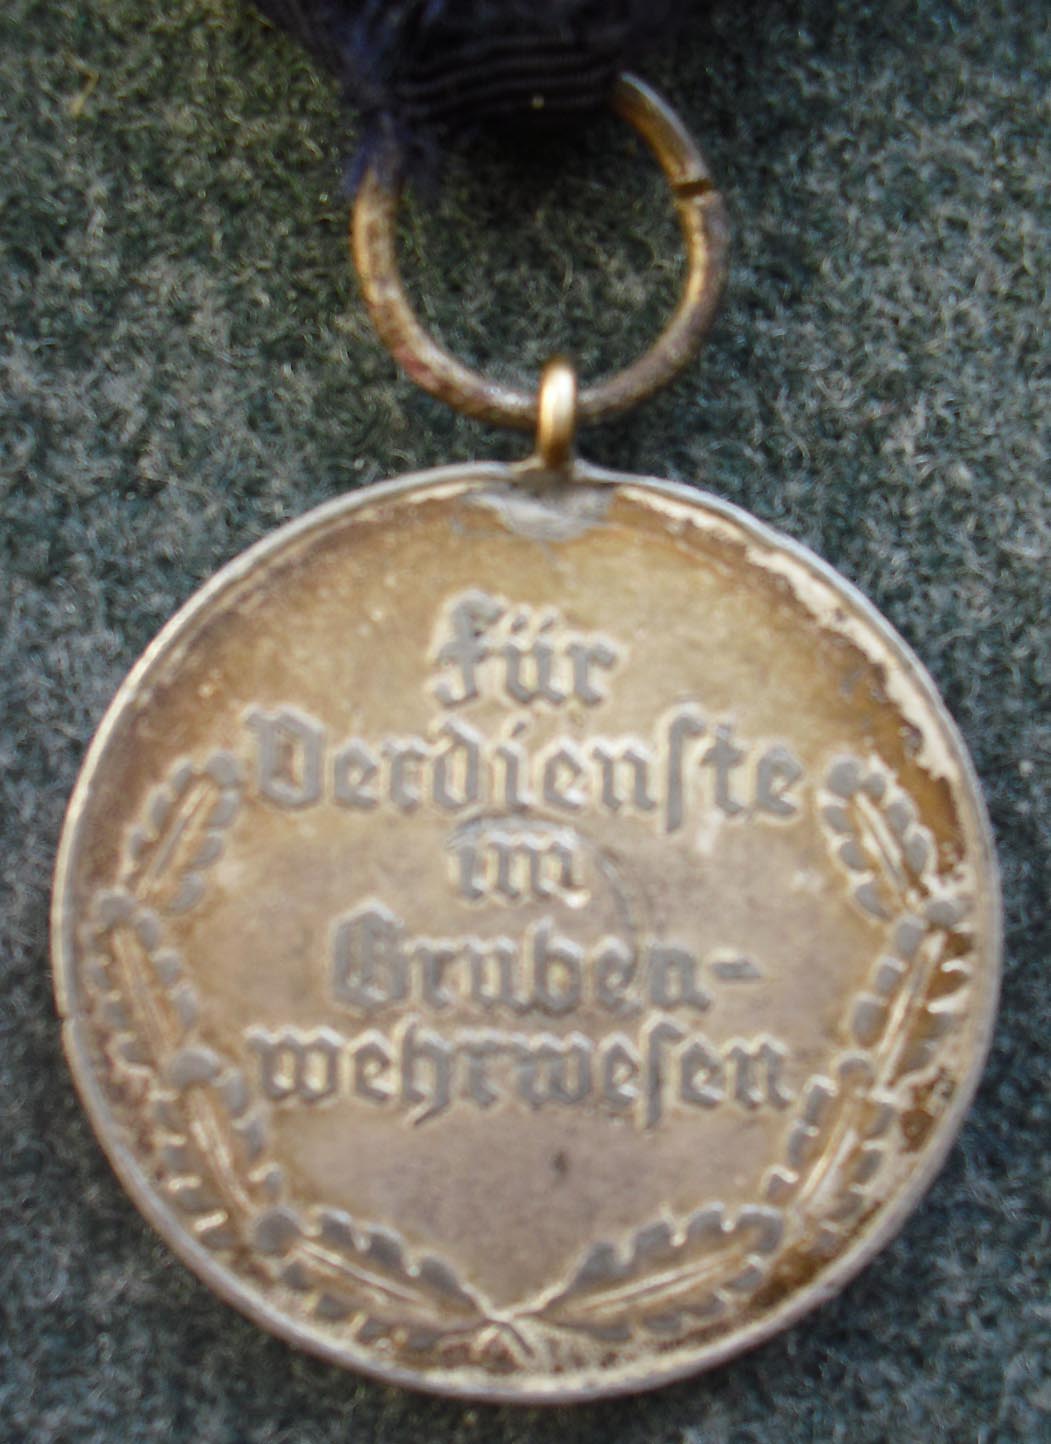 für
Verdienste
im
Gruben-
wehrwesen